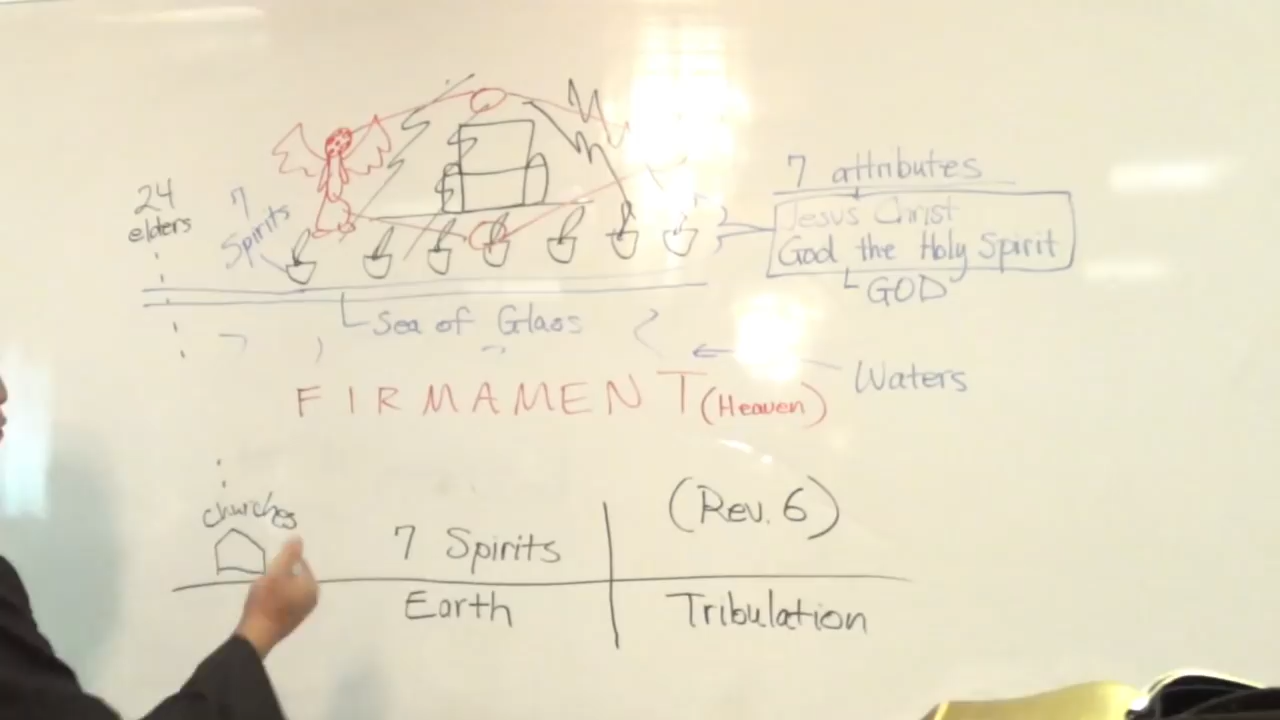 24
elders
7
Spirits
7 attributes
Jesus Christ
God the Holy Spirit
GOD
Sea of Glass
Waters
FIRMAMENT (Heaven)
churches
7 Spirits
(Rev. 6)
Earth
Tribulation